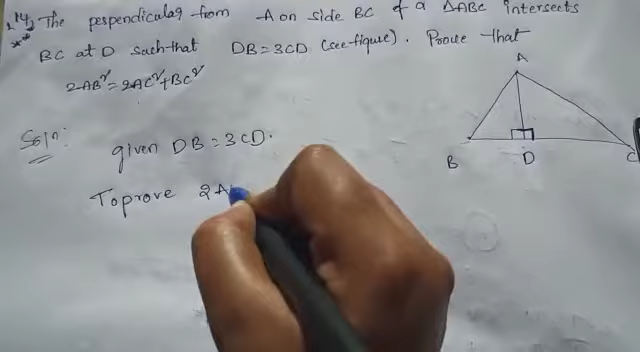 14. The perpendicular from A on side BC of a ΔABC intersects
** BC at D such that DB = 3CD (see figure). Prove that
2AB² = 2AC² + BC²
A
Soln:
given DB = 3CD.
B D C
To prove 2A